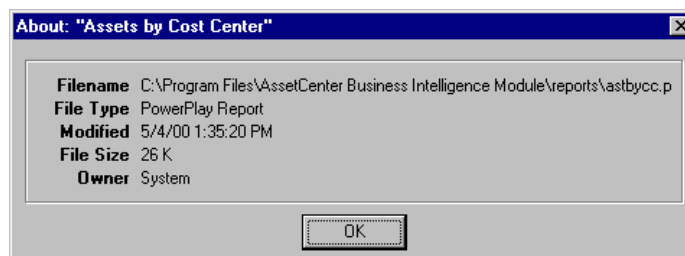 About: "Assets by Cost Center"
Filename C:\Program Files\AssetCenter Business Intelligence Module\reports\astbycc.p
File Type PowerPlay Report
Modified 5/4/00 1:35:20 PM
File Size 26 K
Owner System
OK